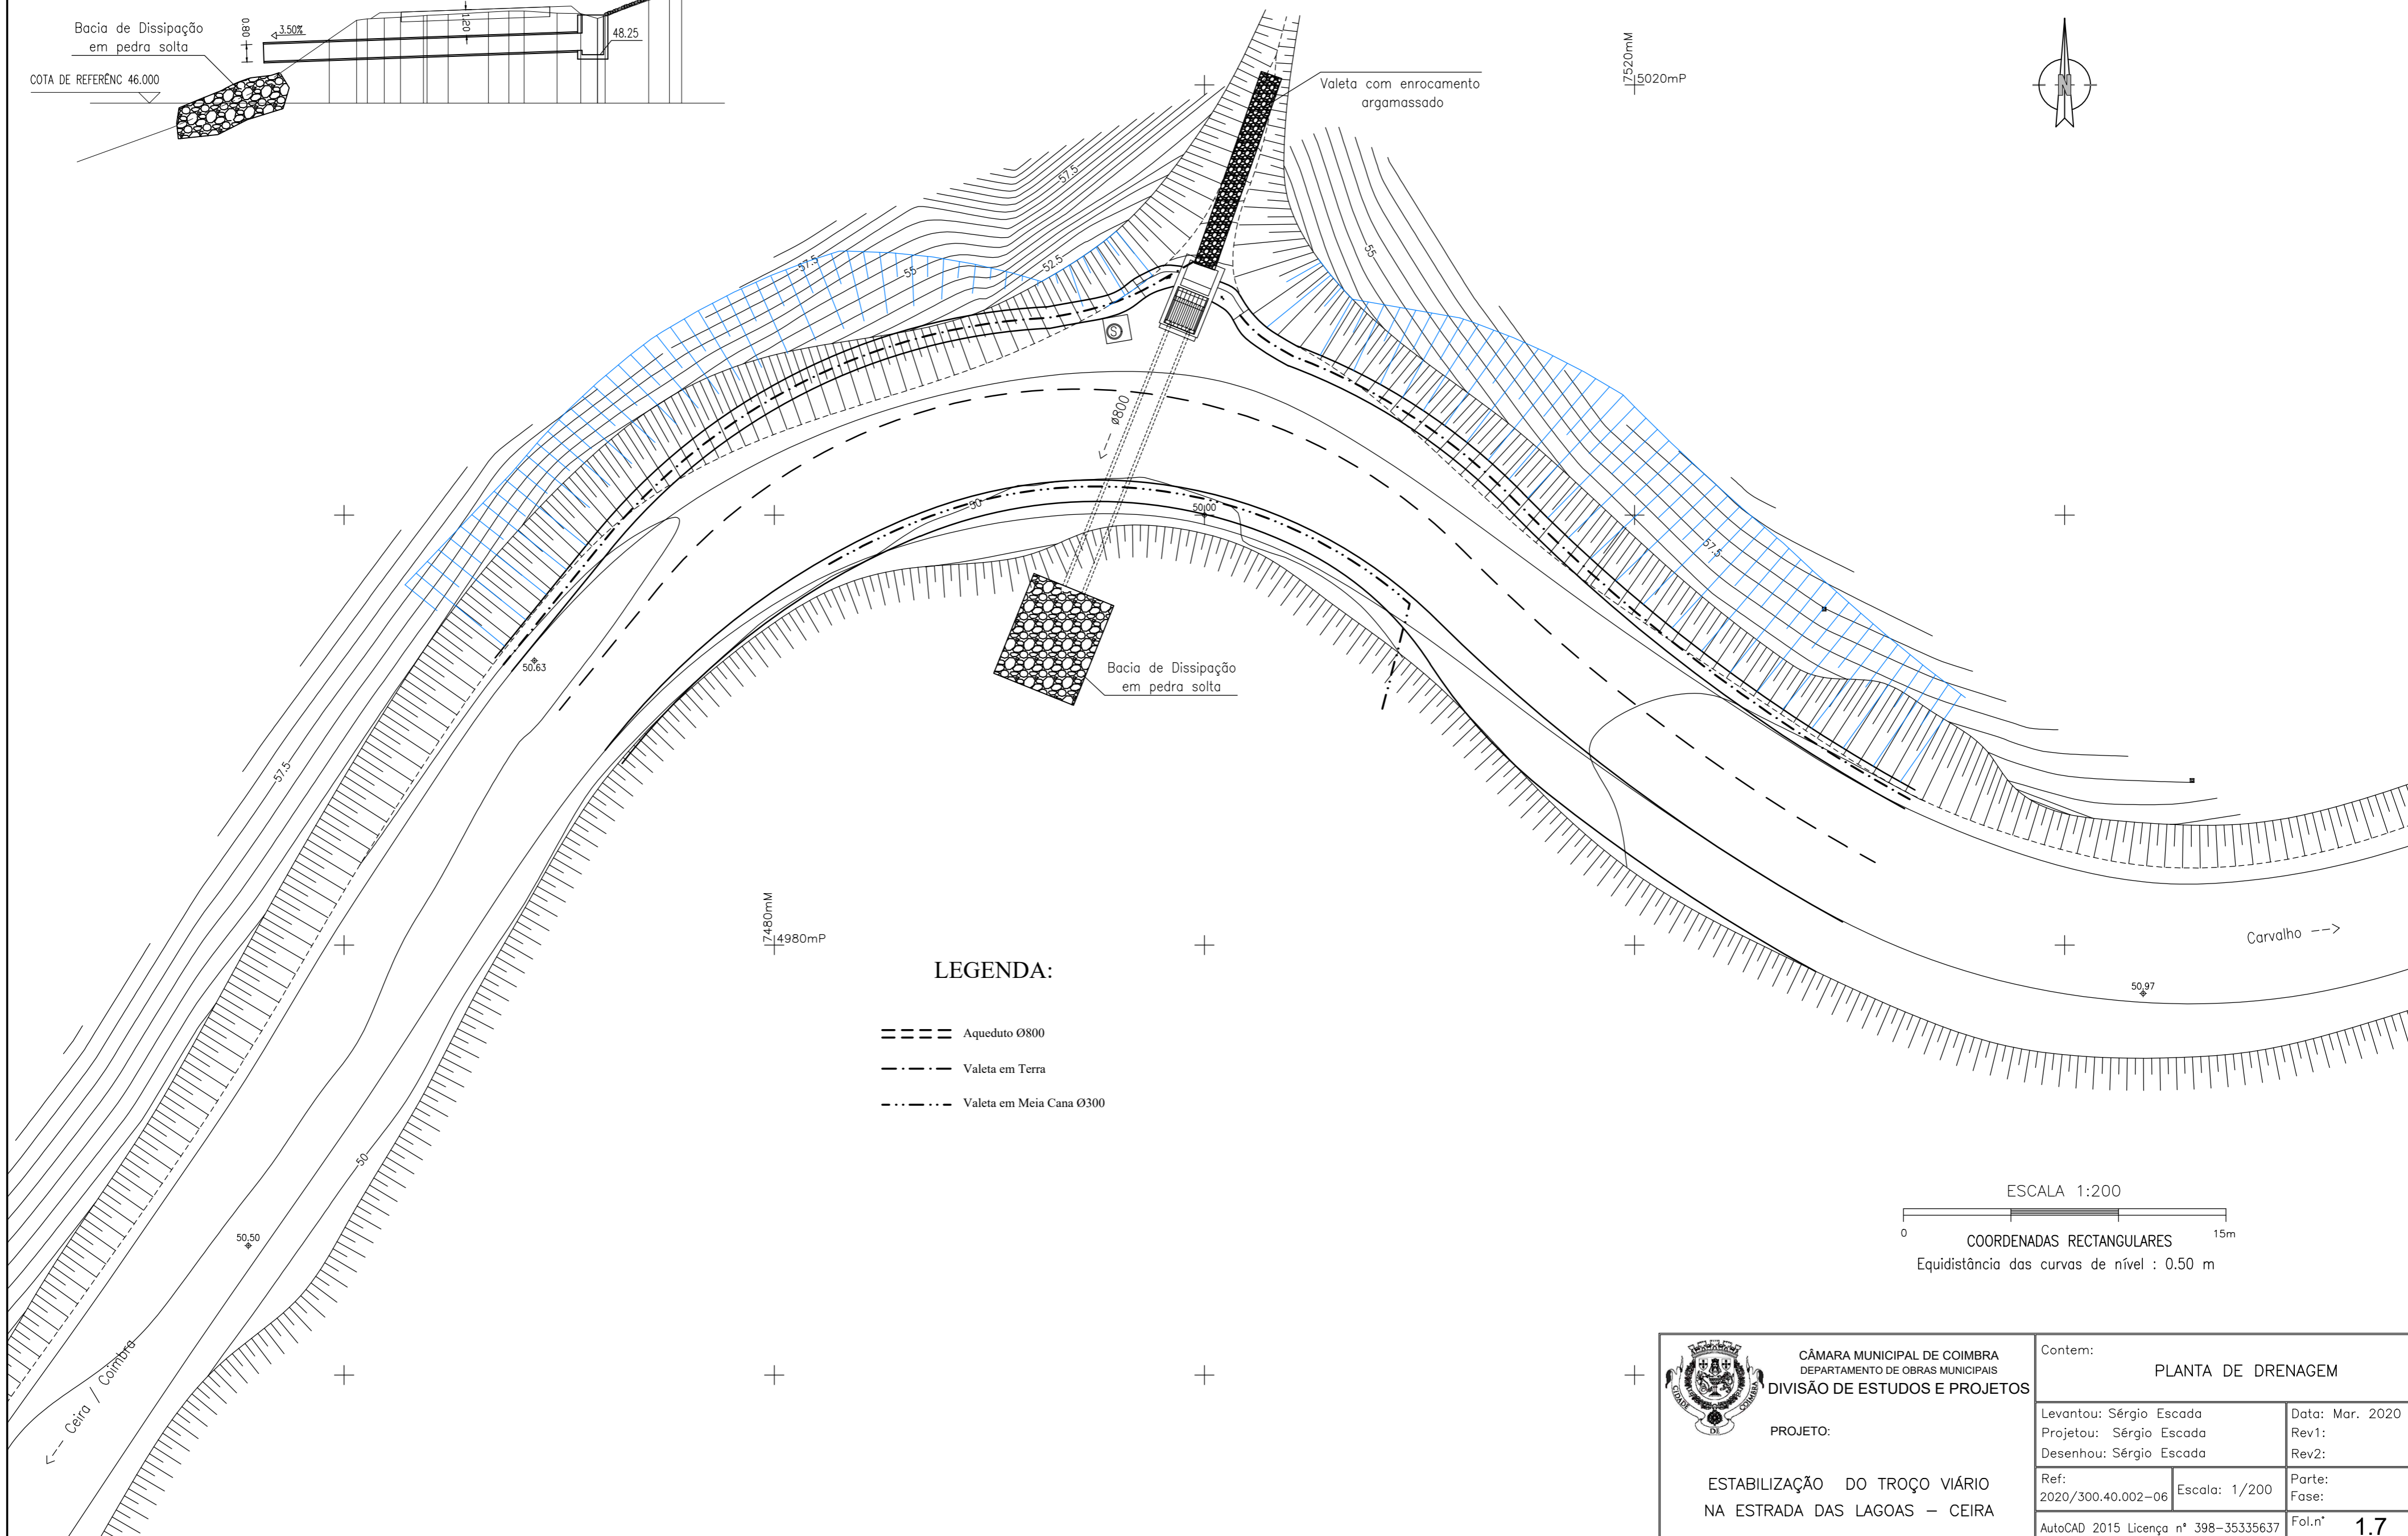 Bacia de Dissipação
em pedra solta
0.80
3.50%
1.20
48.25
COTA DE REFERÊNC 46.000
Valeta com enrocamento
argamassado
7520mM
5020mP
N
57.5
57.5
55
52.5
55
S
Ø800
50
50.00
57.5
50.63
Bacia de Dissipação
em pedra solta
57.5
7480mM
4980mP
Carvalho -->
50.97
LEGENDA:
Aqueduto Ø800
Valeta em Terra
Valeta em Meia Cana Ø300
50
50.50
<-- Ceira / Coimbra
ESCALA 1:200
0
15m
COORDENADAS RECTANGULARES
Equidistância das curvas de nível : 0.50 m
CIDADE DE COIMBRA
CÂMARA MUNICIPAL DE COIMBRA
DEPARTAMENTO DE OBRAS MUNICIPAIS
DIVISÃO DE ESTUDOS E PROJETOS
PROJETO:
ESTABILIZAÇÃO DO TROÇO VIÁRIO
NA ESTRADA DAS LAGOAS – CEIRA
Contem:
PLANTA DE DRENAGEM
Levantou: Sérgio Escada
Projetou: Sérgio Escada
Desenhou: Sérgio Escada
Data: Mar. 2020
Rev1:
Rev2:
Ref:
2020/300.40.002-06
Escala: 1/200
Parte:
Fase:
AutoCAD 2015 Licença n° 398-35335637
Fol.n° 1.7